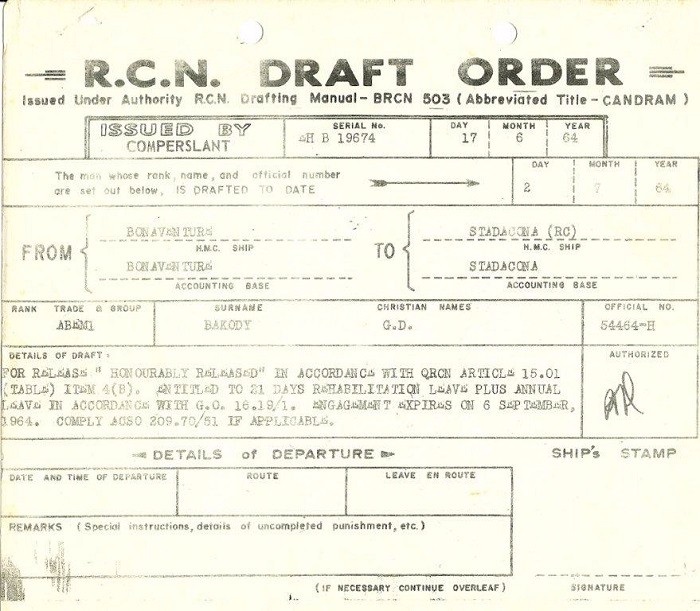 R.C.N. DRAFT ORDER
Issued Under Authority R.C.N. Drafting Manual - BRCN 503 (Abbreviated Title - CANDRAM)
ISSUED BY
COMPERSLANT
SERIAL No.
H B 19674
DAY MONTH YEAR
17 6 64
The man whose rank, name, and official number
are set out below, IS DRAFTED TO DATE
DAY MONTH YEAR
2 7 64
FROM
BONAVENTURE
H.M.C. SHIP
BONAVENTURE
ACCOUNTING BASE
TO
STADACONA (RC)
H.M.C. SHIP
STADACONA
ACCOUNTING BASE
RANK TRADE & GROUP SURNAME CHRISTIAN NAMES OFFICIAL NO.
ABEM1 BAKODY G.D. 54464-H
DETAILS OF DRAFT:
FOR RELEASE " HONOURABLY RELEASED" IN ACCORDANCE WITH QRCN ARTICLE 15.01
(TABLE) ITEM 4(B). ENTITLED TO 21 DAYS REHABILITATION LEAVE PLUS ANNUAL
LEAVE IN ACCORDANCE WITH G.O. 16.19/1. ENGAGEMENT EXPIRES ON 6 SEPTEMBER,
1964. COMPLY ACSO 209.70/51 IF APPLICABLE.
AUTHORIZED
DETAILS of DEPARTURE
SHIP's STAMP
DATE AND TIME OF DEPARTURE ROUTE LEAVE EN ROUTE
REMARKS (Special instructions, details of uncompleted punishment, etc.)
(IF NECESSARY CONTINUE OVERLEAF)
SIGNATURE